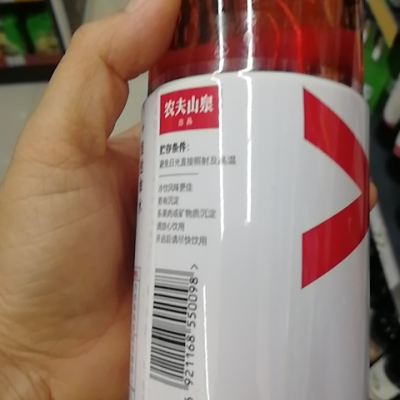 农夫山泉
出品
贮存条件:
避免日光直接照射及高温
冷饮风味更佳
若有沉淀
系果肉或矿物质沉淀
请放心饮用
开启后请尽快饮用
6 921168 550098 >